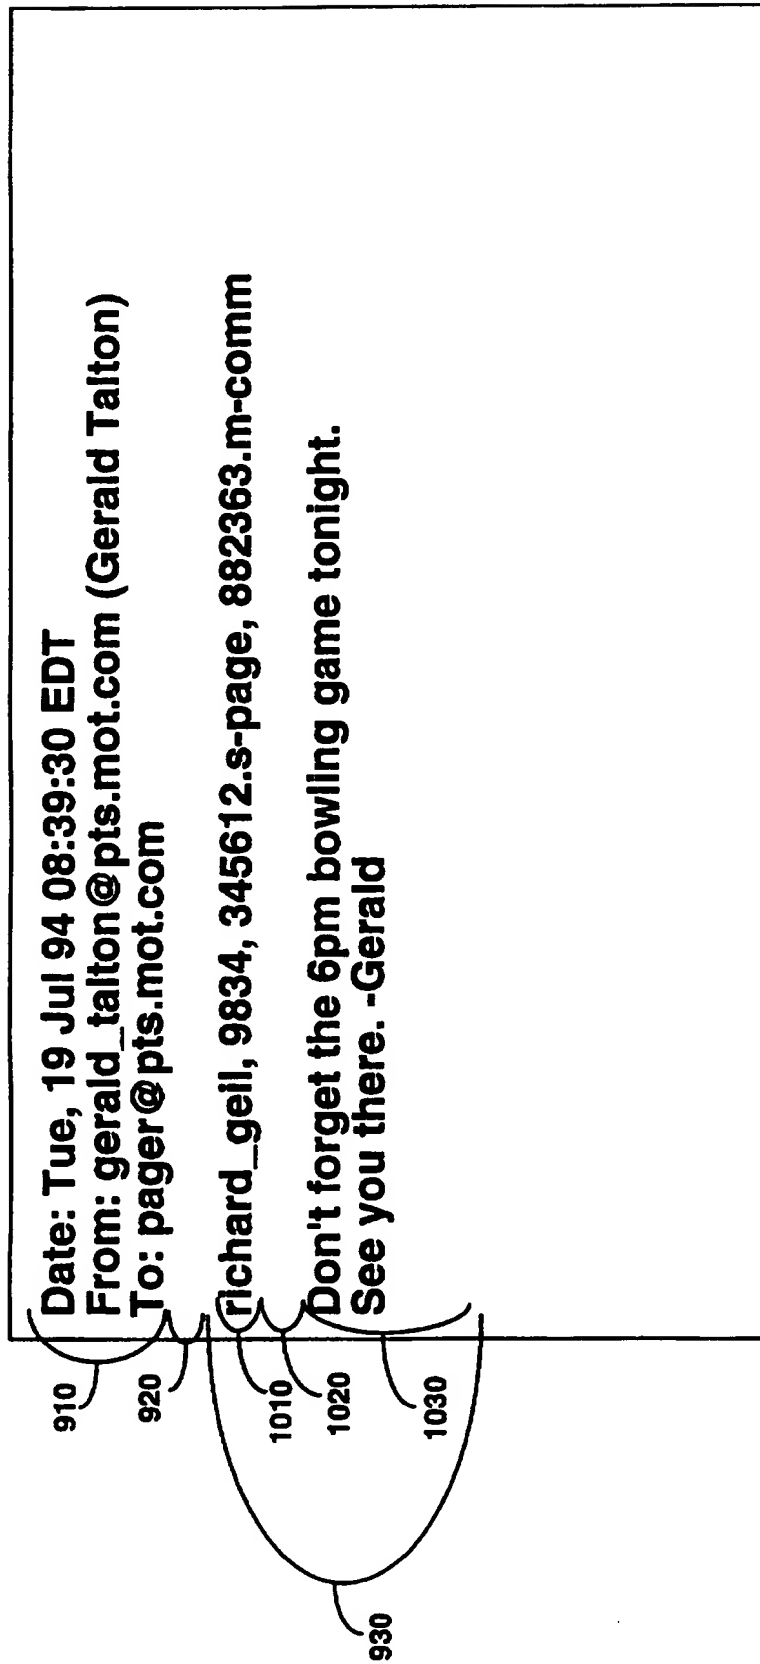 Date: Tue, 19 Jul 94 08:39:30 EDT
From: gerald_talton@pts.mot.com (Gerald Talton)
To: pager@pts.mot.com
richard_geil, 9834, 345612.s-page, 882363.m-comm
Don't forget the 6pm bowling game tonight.
See you there. -Gerald
910
920
1010
1020
1030
930